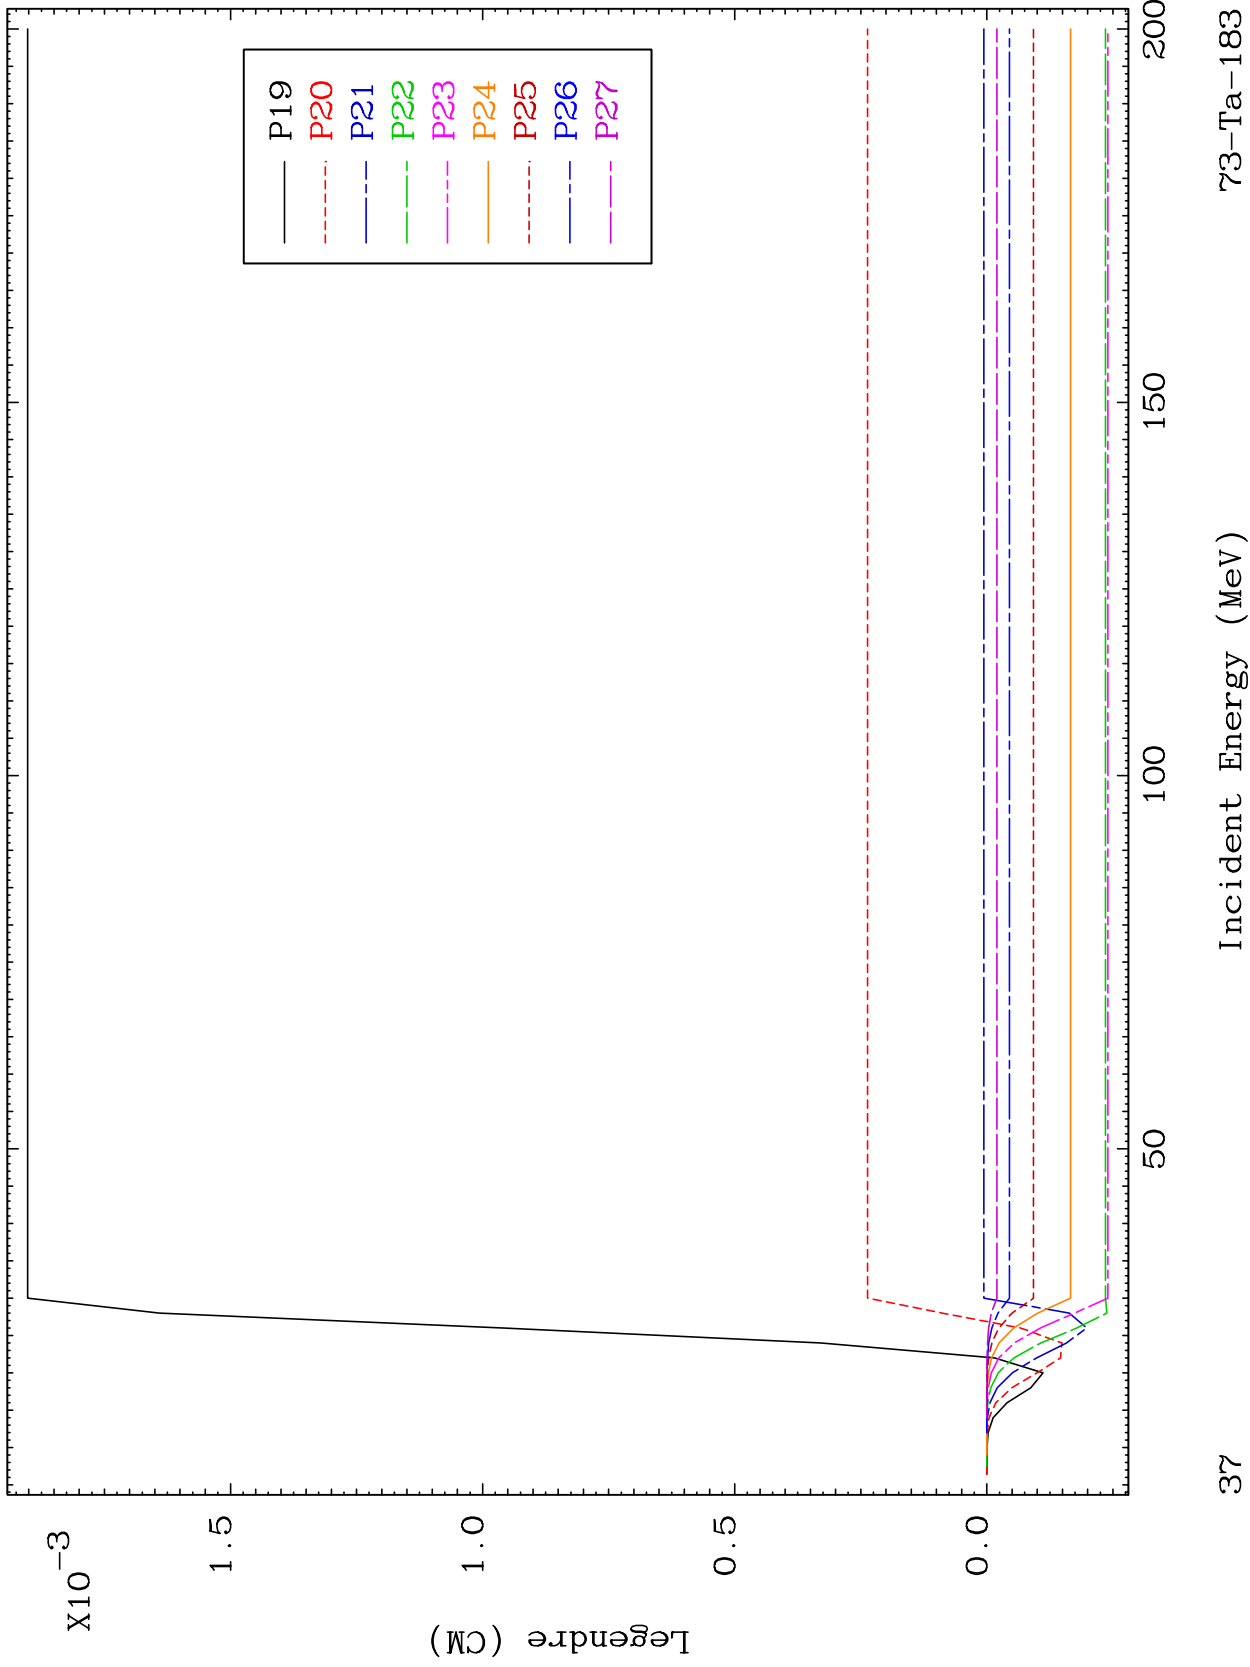 X10-3
1.5
1.0
0.5
0.0
Legendre (CM)
P19
P20
P21
P22
P23
P24
P25
P26
P27
50
100
150
200
37
Incident Energy (MeV)
73-Ta-183